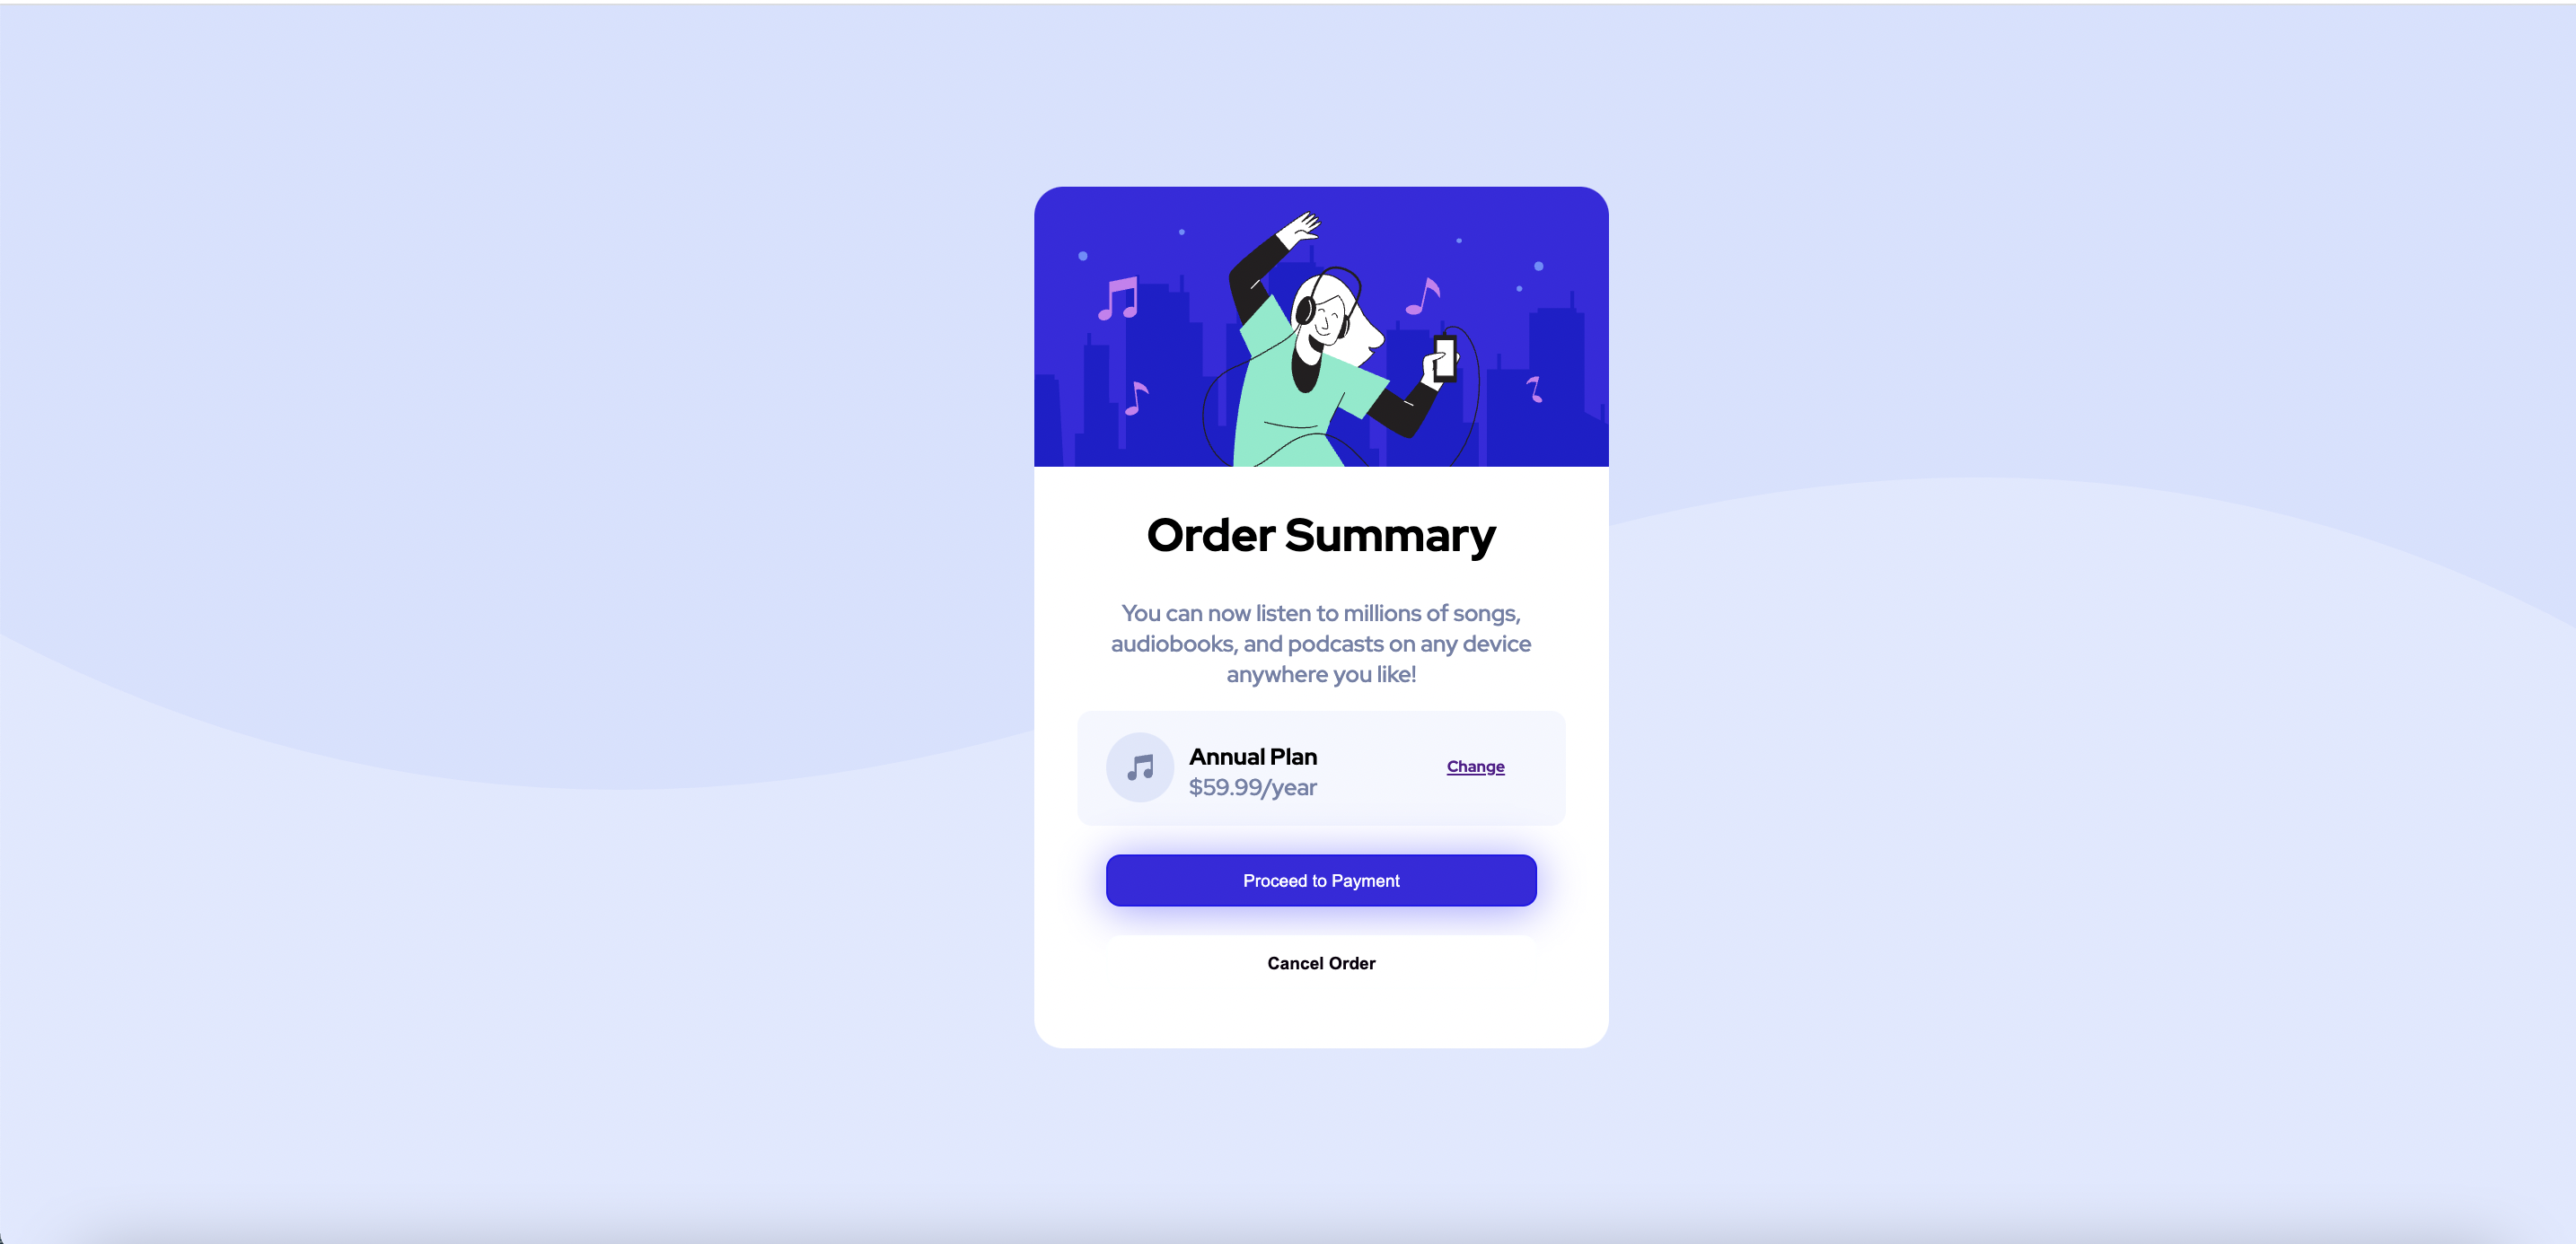 Order Summary
You can now listen to millions of songs,
audiobooks, and podcasts on any device
anywhere you like!
Annual Plan
$59.99/year
Change
Proceed to Payment
Cancel Order